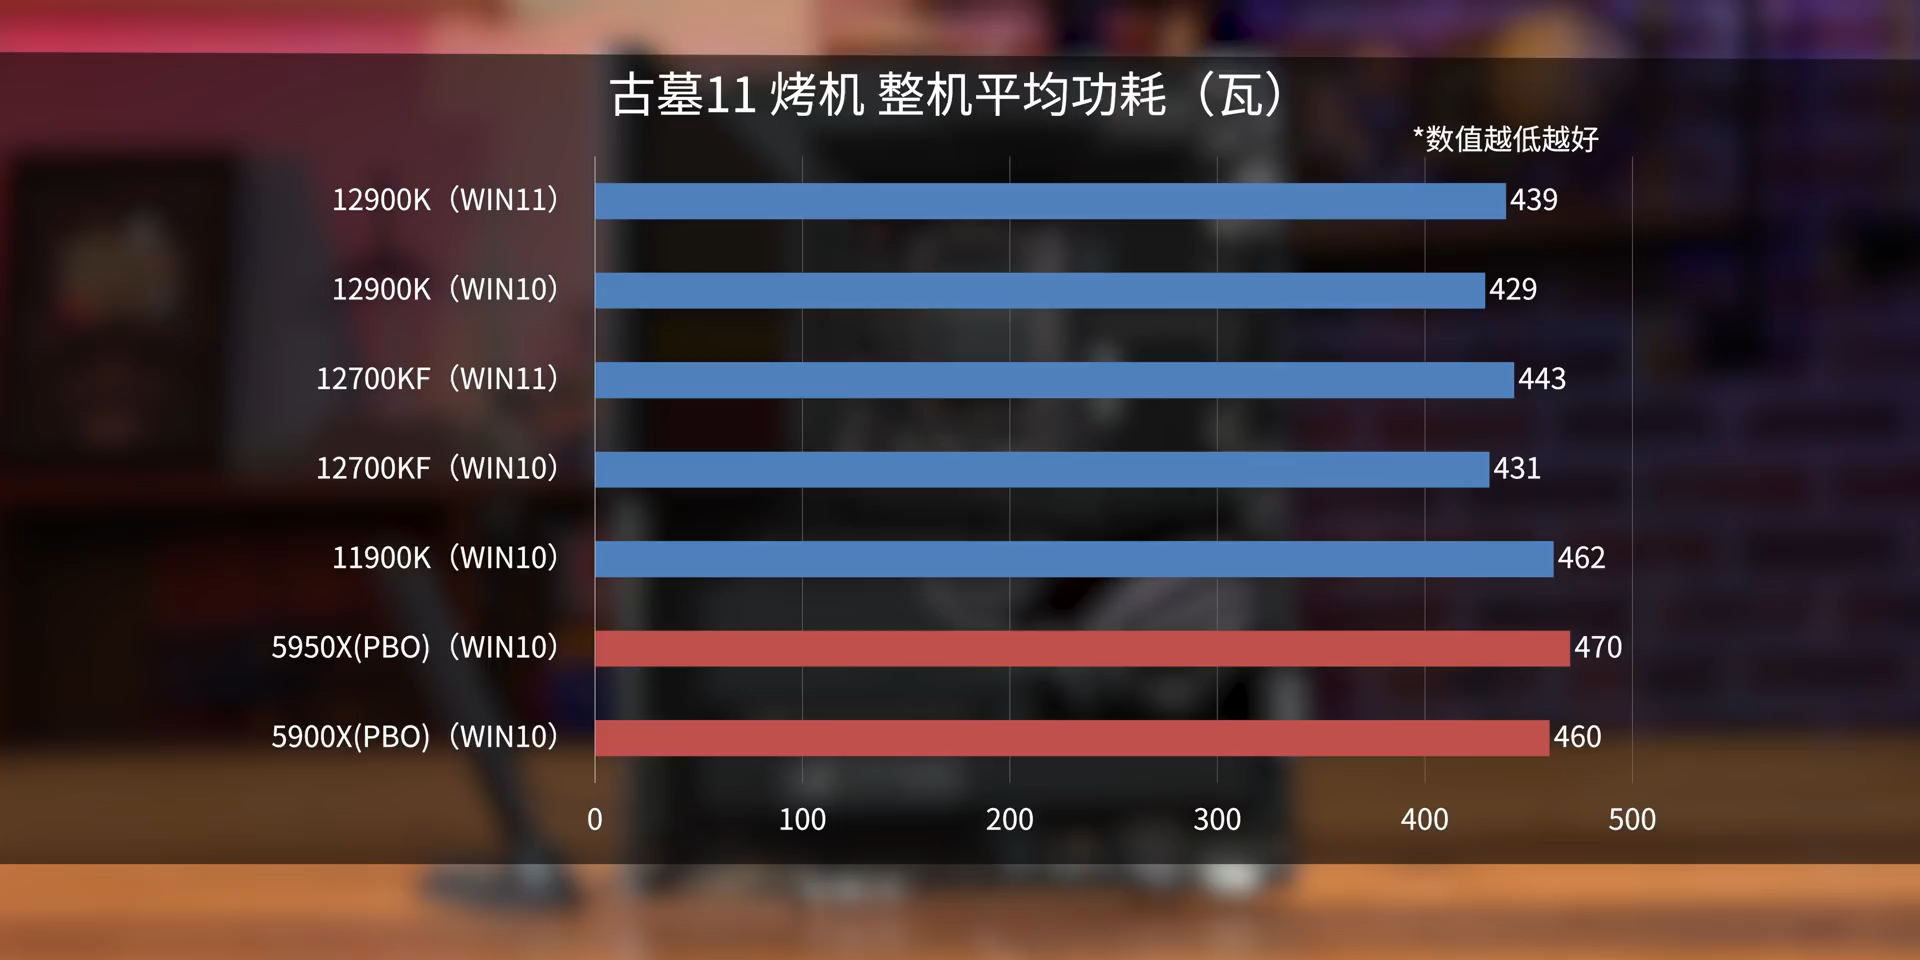 古墓11 烤机 整机平均功耗（瓦）
*数值越低越好
12900K（WIN11） 439
12900K（WIN10） 429
12700KF（WIN11） 443
12700KF（WIN10） 431
11900K（WIN10） 462
5950X(PBO)（WIN10） 470
5900X(PBO)（WIN10） 460
0 100 200 300 400 500